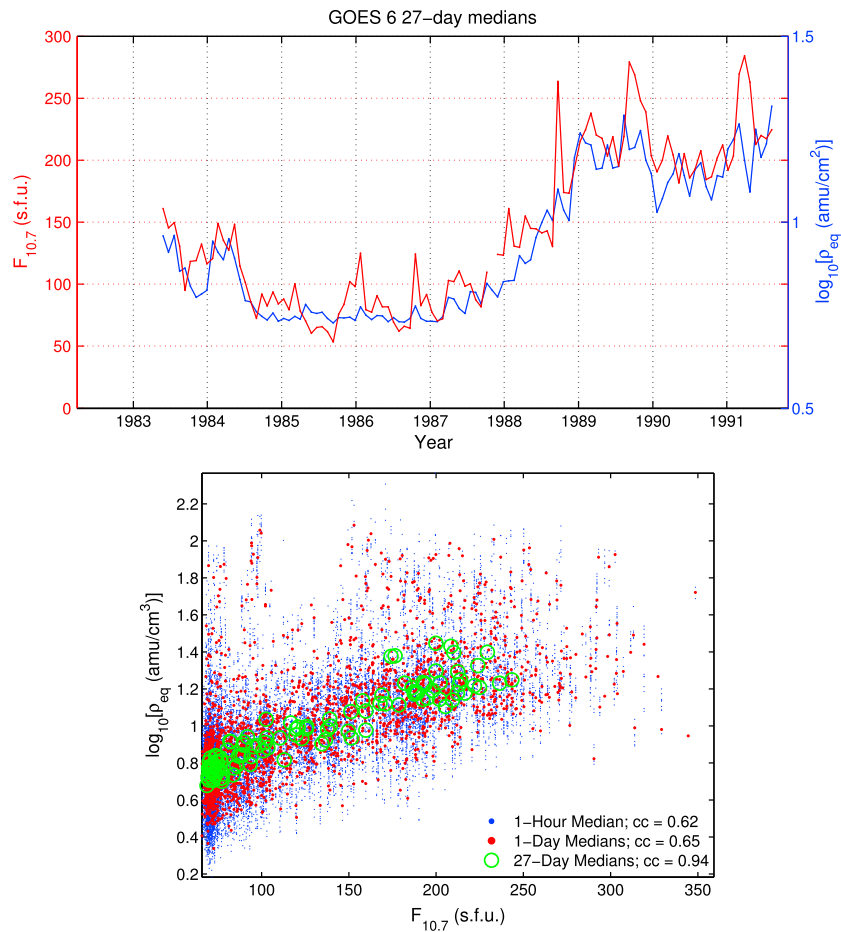 GOES 6 27−day medians
300
250
200
150
100
50
0
F10.7 (s.f.u.)
1.5
1
0.5
log10[ρeq (amu/cm2)]
1983 1984 1985 1986 1987 1988 1989 1990 1991
Year
2.2
2
1.8
1.6
1.4
1.2
1
0.8
0.6
0.4
0.2
log10[ρeq (amu/cm3)]
1−Hour Median; cc = 0.62
1−Day Medians; cc = 0.65
27−Day Medians; cc = 0.94
100 150 200 250 300 350
F10.7 (s.f.u.)